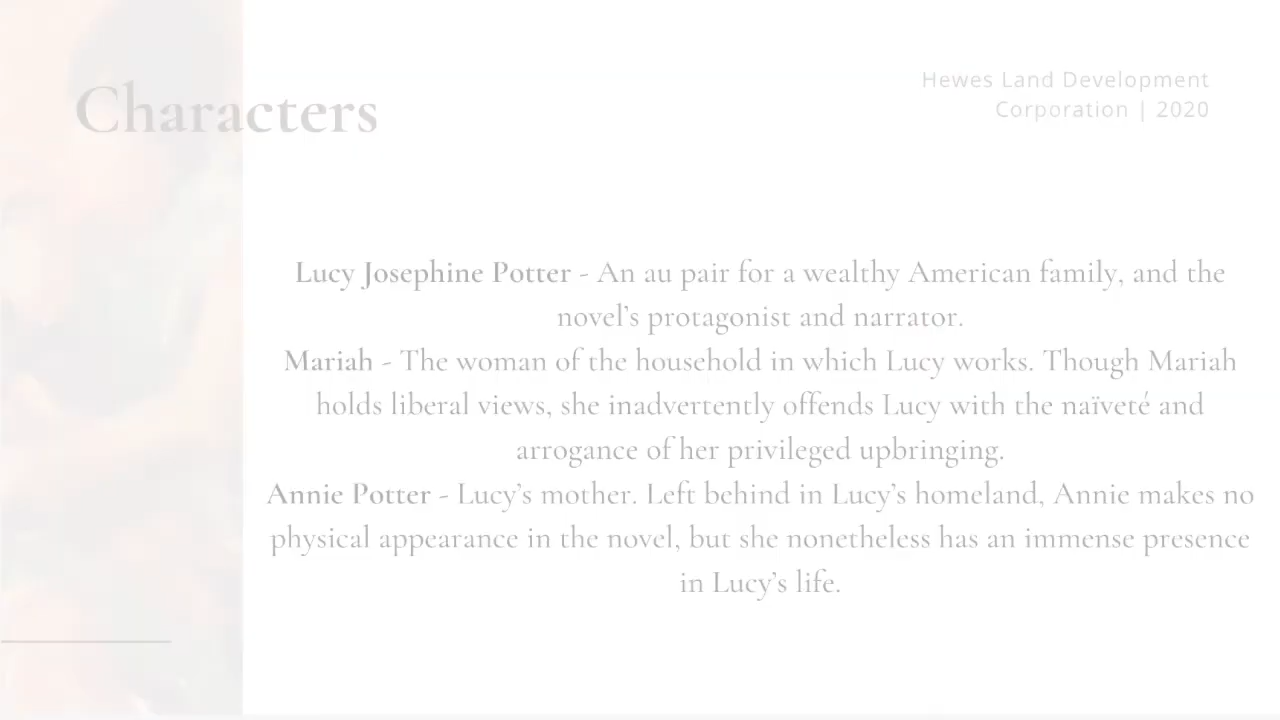 Characters
Hewes Land Development
Corporation | 2020
Lucy Josephine Potter - An au pair for a wealthy American family, and the
novel's protagonist and narrator.
Mariah - The woman of the household in which Lucy works. Though Mariah
holds liberal views, she inadvertently offends Lucy with the naïveté and
arrogance of her privileged upbringing.
Annie Potter - Lucy's mother. Left behind in Lucy's homeland, Annie makes no
physical appearance in the novel, but she nonetheless has an immense presence
in Lucy's life.